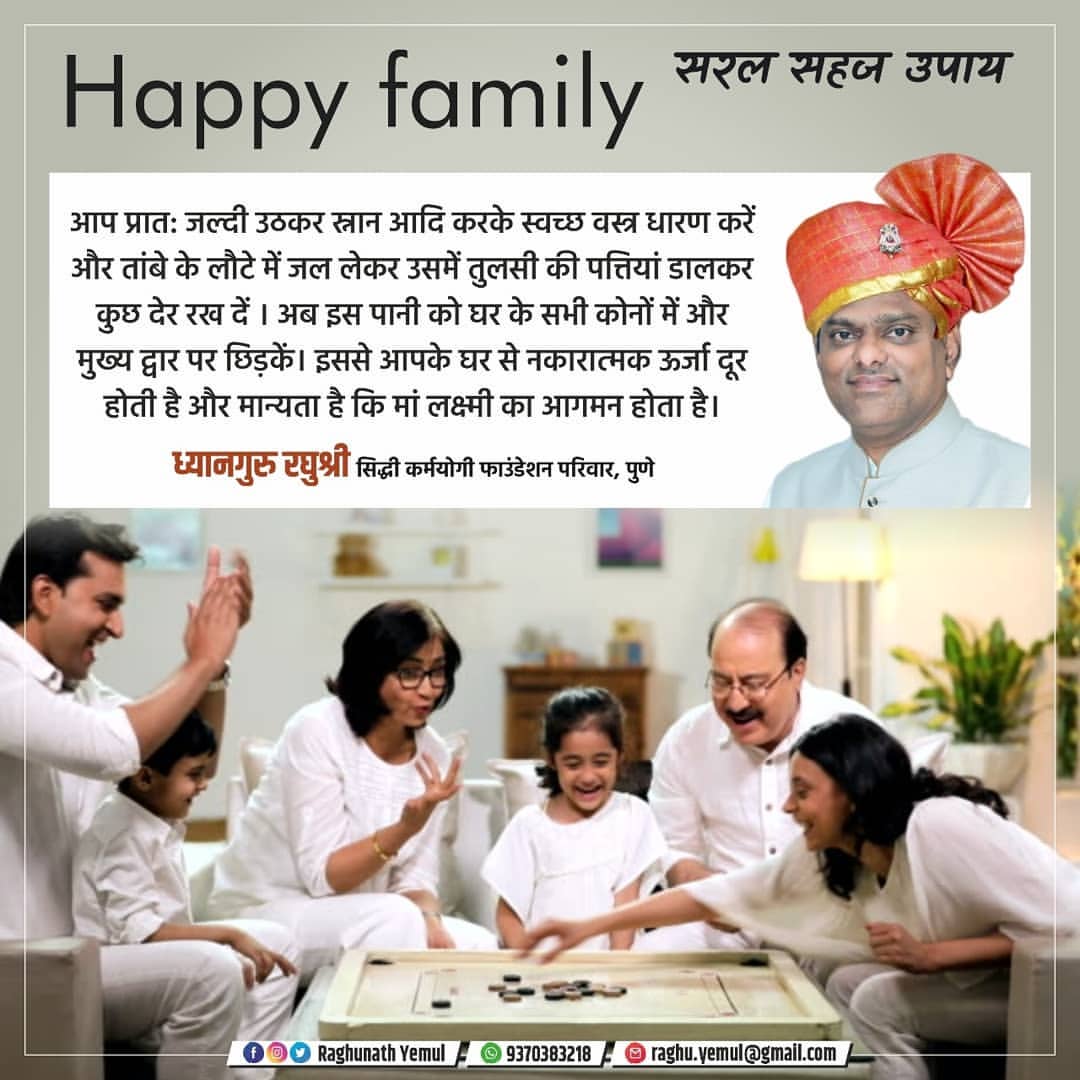 Happy family
सरल सहज उपाय
आप प्रात: जल्दी उठकर स्नान आदि करके स्वच्छ वस्त्र धारण करें
और तांबे के लौटे में जल लेकर उसमें तुलसी की पत्तियां डालकर
कुछ देर रख दें । अब इस पानी को घर के सभी कोनों में और
मुख्य द्वार पर छिड़कें। इससे आपके घर से नकारात्मक ऊर्जा दूर
होती है और मान्यता है कि मां लक्ष्मी का आगमन होता है।
ध्यानगुरु रघुश्री सिद्धी कर्मयोगी फाउंडेशन परिवार, पुणे
Raghunath Yemul 9370383218 raghu.yemul@gmail.com